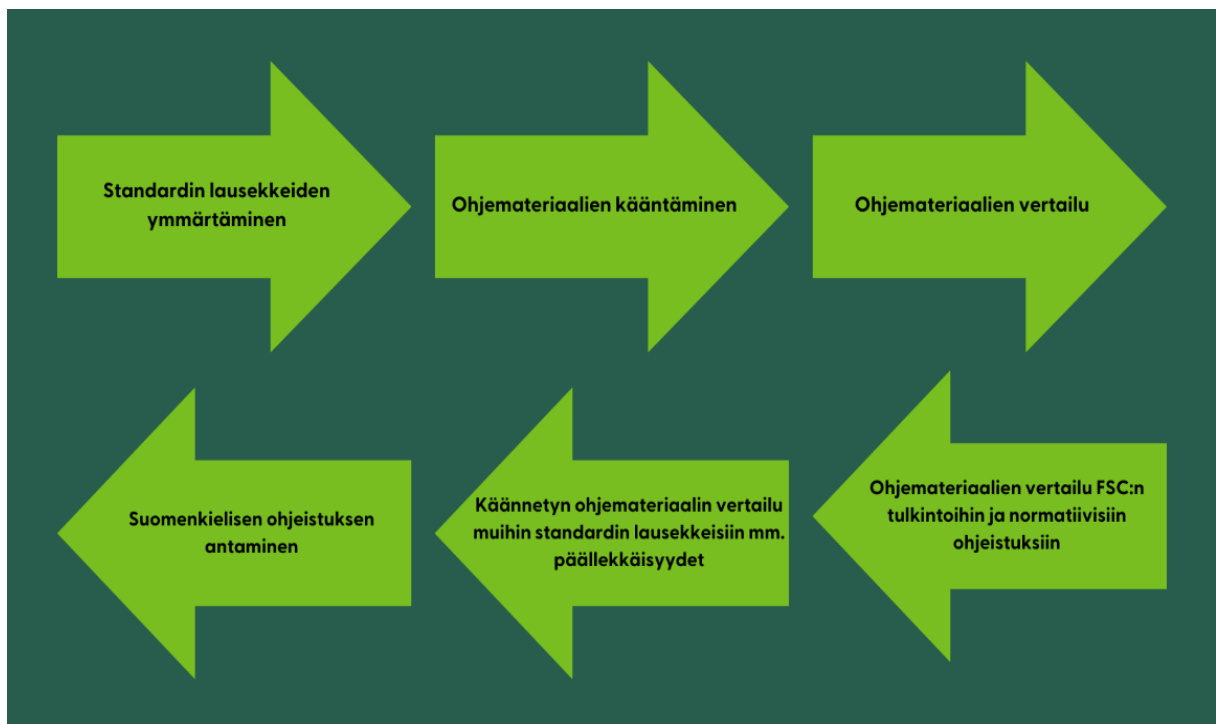 Standardin lausekkeiden
ymmärtäminen
Ohjemateriaalien kääntäminen
Ohjemateriaalien vertailu
Ohjemateriaalien vertailu FSC:n
tulkintoihin ja normatiivisiin
ohjeistuksiin
Käännetyn ohjemateriaalin vertailu
muihin standardin lausekkeisiin mm.
päällekkäisyydet
Suomenkielisen ohjeistuksen
antaminen